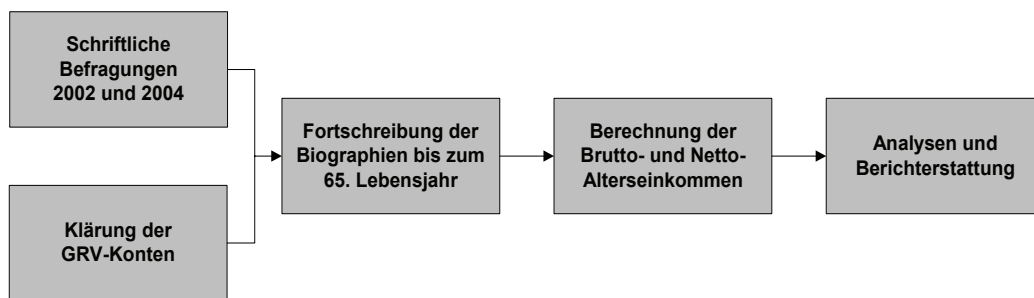 Schriftliche
Befragungen
2002 und 2004
Klärung der
GRV-Konten
Fortschreibung der
Biographien bis zum
65. Lebensjahr
Berechnung der
Brutto- und Netto-
Alterseinkommen
Analysen und
Berichterstattung